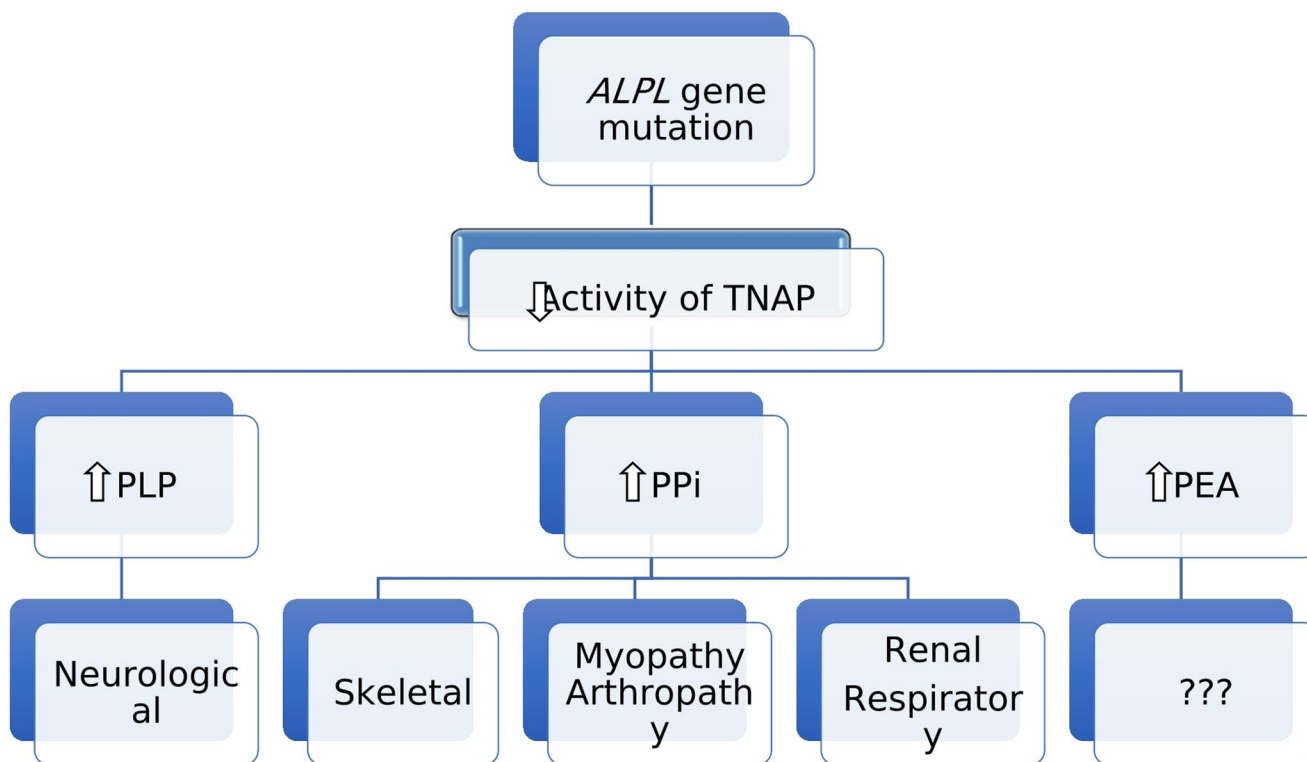 ALPL gene
mutation
⇩Activity of TNAP
⇧PLP
⇧PPi
⇧PEA
Neurologic
al
Skeletal
Myopathy
Arthropath
y
Renal
Respirator
y
???